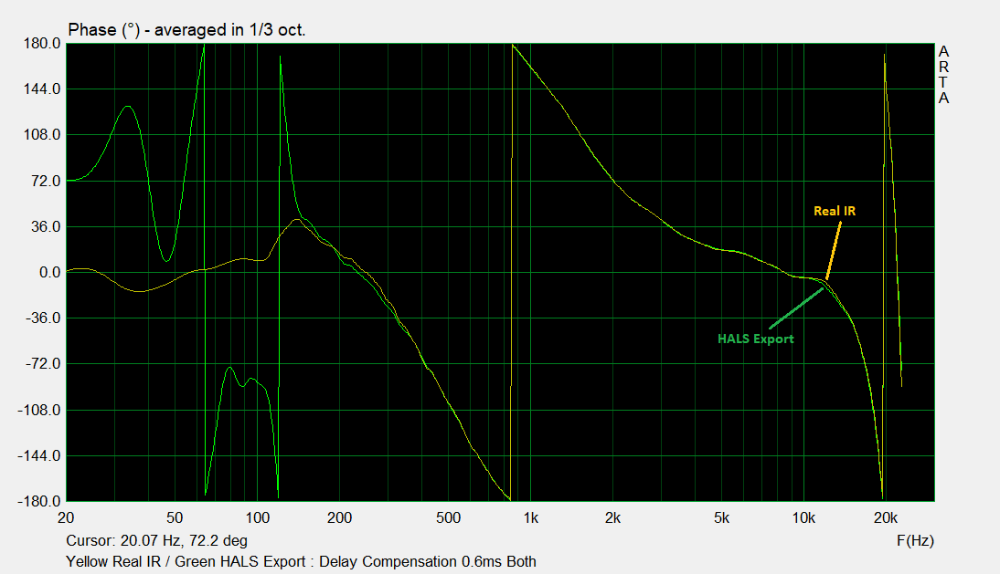 Phase (°) - averaged in 1/3 oct.
180.0
144.0
108.0
72.0
36.0
0.0
-36.0
-72.0
-108.0
-144.0
-180.0
A
R
T
A
Real IR
HALS Export
20 50 100 200 500 1k 2k 5k 10k 20k
Cursor: 20.07 Hz, 72.2 deg F(Hz)
Yellow Real IR / Green HALS Export : Delay Compensation 0.6ms Both